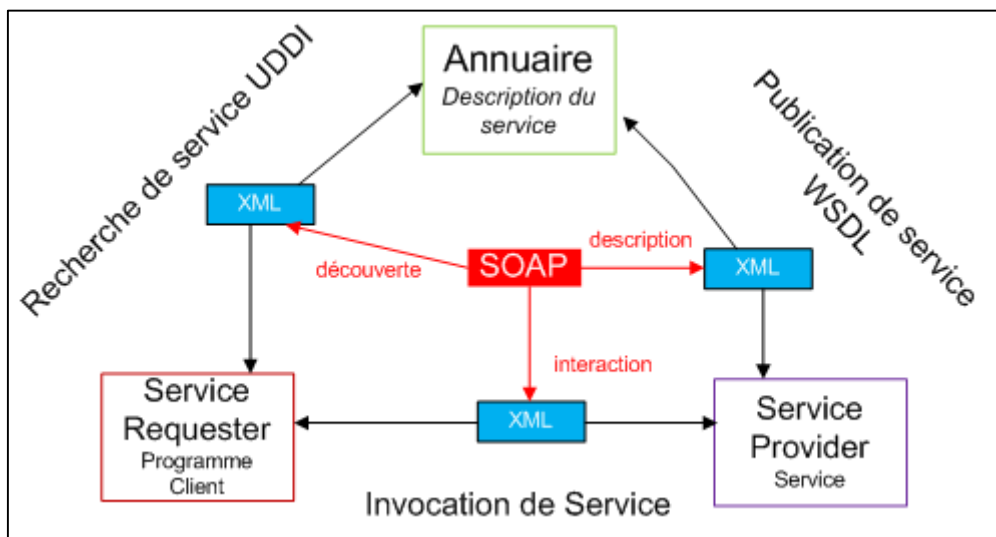 Recherche de service UDDI
Annuaire
Description du
service
Publication de service
WSDL
XML
découverte
SOAP
description
XML
interaction
Service
Requester
Programme
Client
XML
Service
Provider
Service
Invocation de Service